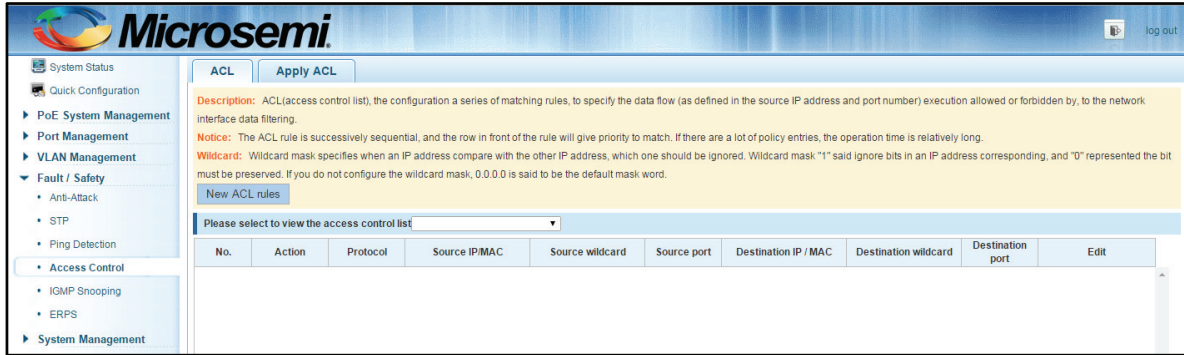 Microsemi.
log out
System Status
Quick Configuration
PoE System Management
Port Management
VLAN Management
Fault / Safety
Anti-Attack
STP
Ping Detection
Access Control
IGMP Snooping
ERPS
System Management
ACL
Apply ACL
Description: ACL(access control list), the configuration a series of matching rules, to specify the data flow (as defined in the source IP address and port number) execution allowed or forbidden by, to the network
interface data filtering.
Notice: The ACL rule is successively sequential, and the row in front of the rule will give priority to match. If there are a lot of policy entries, the operation time is relatively long.
Wildcard: Wildcard mask specifies when an IP address compare with the other IP address, which one should be ignored. Wildcard mask "1" said ignore bits in an IP address corresponding, and "0" represented the bit
must be preserved. If you do not configure the wildcard mask, 0.0.0.0 is said to be the default mask word.
New ACL rules
Please select to view the access control list
No. Action Protocol Source IP/MAC Source wildcard Source port Destination IP / MAC Destination wildcard Destination port Edit